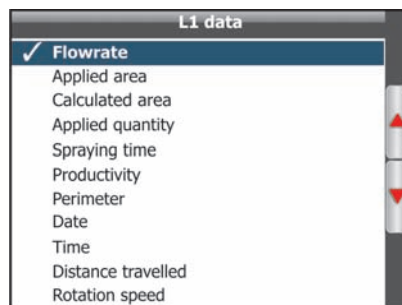 L1 data
Flowrate
Applied area
Calculated area
Applied quantity
Spraying time
Productivity
Perimeter
Date
Time
Distance travelled
Rotation speed